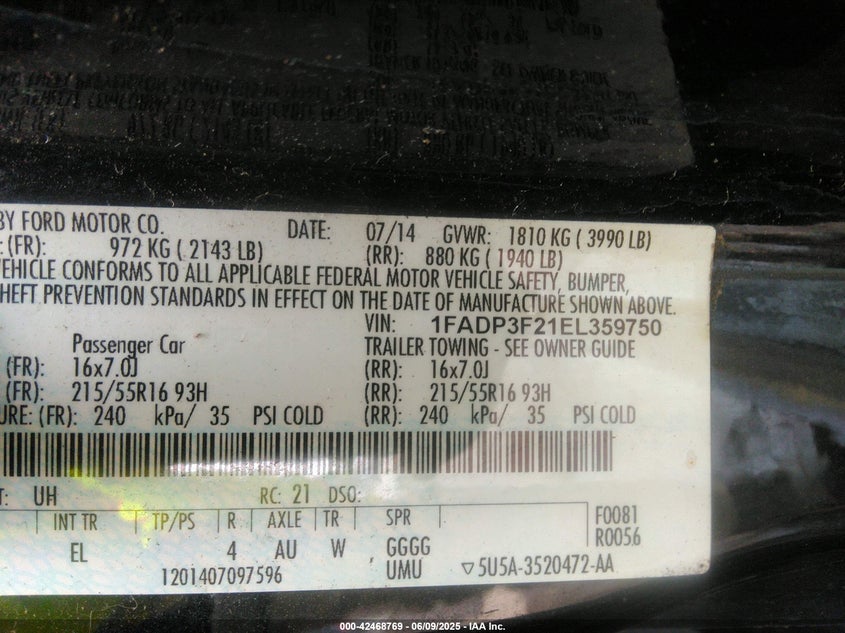 BY FORD MOTOR CO. DATE: 07/14 GVWR: 1810 KG ( 3990 LB)
(FR): 972 KG ( 2143 LB) (RR): 880 KG ( 1940 LB)
VEHICLE CONFORMS TO ALL APPLICABLE FEDERAL MOTOR VEHICLE SAFETY, BUMPER,
HEFT PREVENTION STANDARDS IN EFFECT ON THE DATE OF MANUFACTURE SHOWN ABOVE.
VIN: 1FADP3F21EL359750
Passenger Car TRAILER TOWING - SEE OWNER GUIDE
(FR): 16x7.0J (RR): 16x7.0J
(FR): 215/55R16 93H (RR): 215/55R16 93H
URE: (FR): 240 kPa/ 35 PSI COLD (RR): 240 kPa/ 35 PSI COLD
T: UH RC: 21 DSO:
INT TR TP/PS R AXLE TR SPR F0081
EL 4 AU W , GGGG R0056
1201407097596 UMU ▽5U5A-3520472-AA
000-42468769 - 06/09/2025 - IAA Inc.